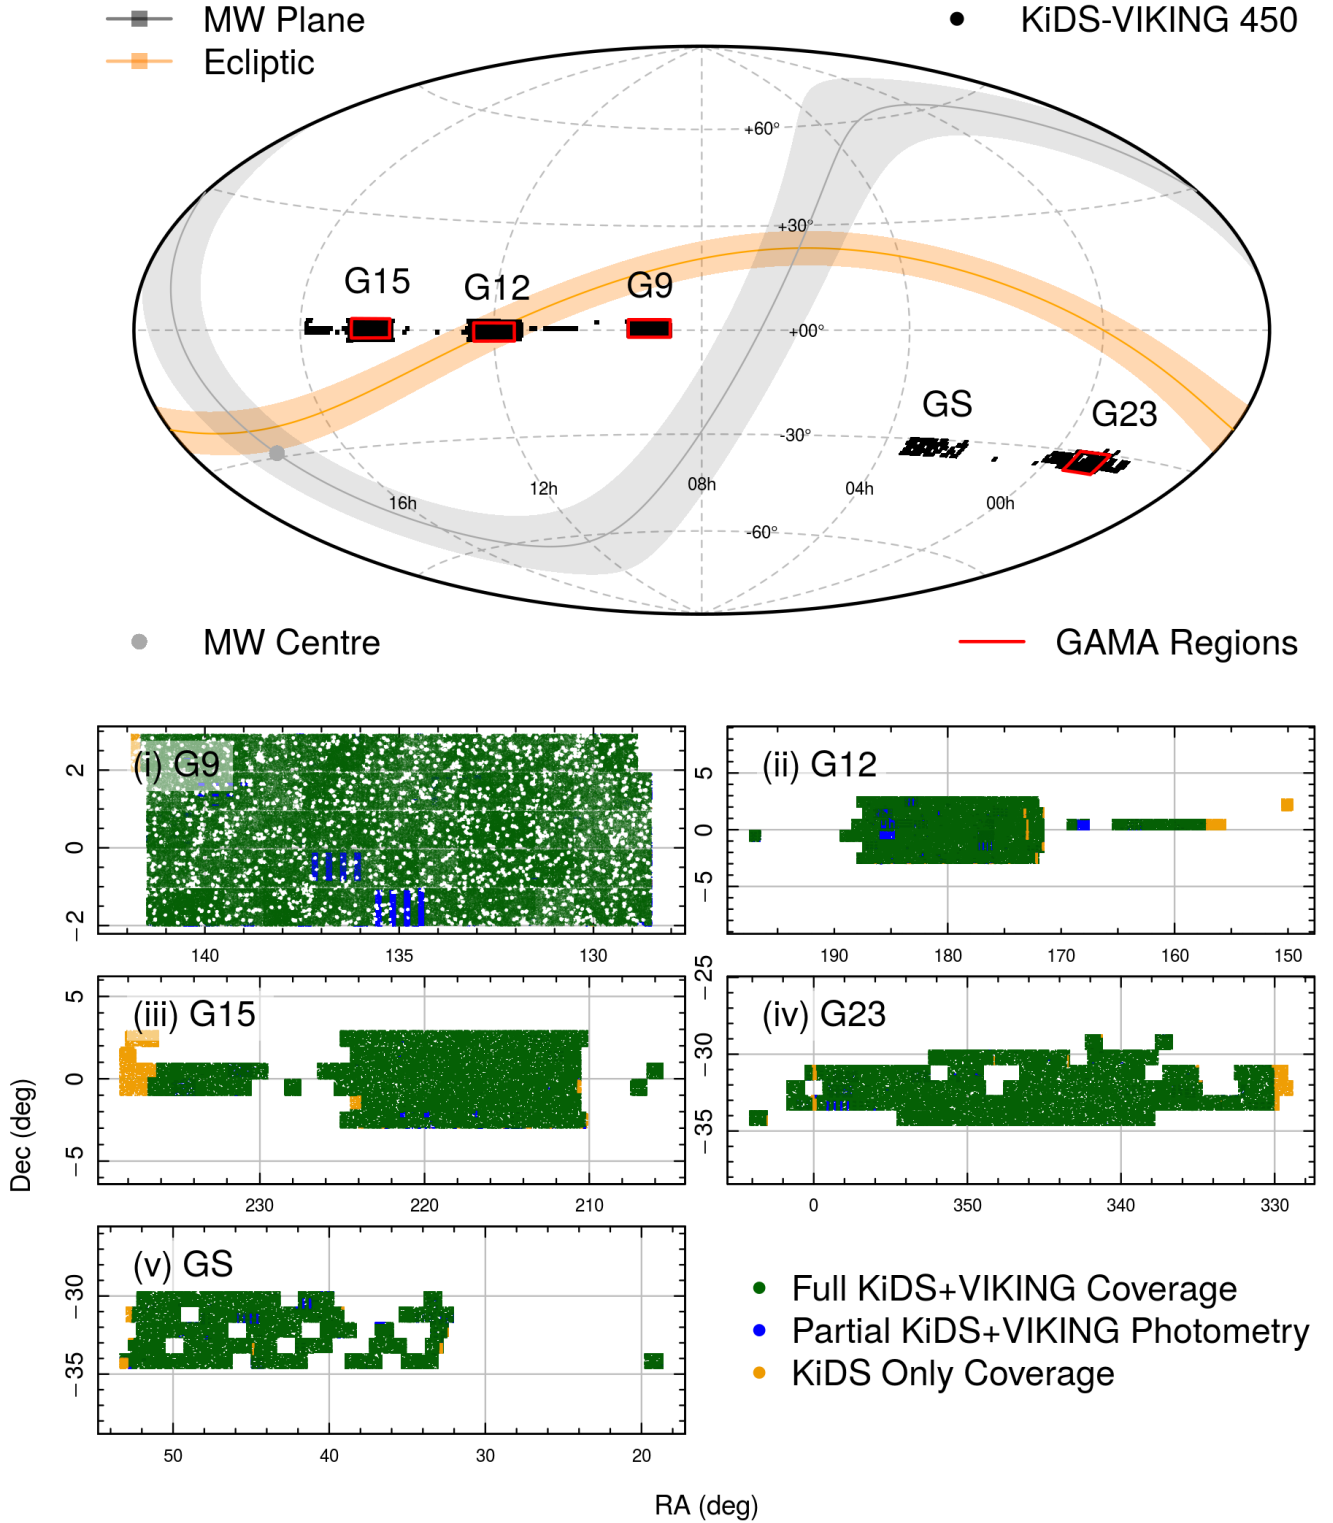 MW Plane
KiDS-VIKING 450
Ecliptic
+60°
+30°
G15
G12
G9
+00°
GS
G23
-30°
16h
12h
08h
04h
00h
-60°
MW Centre
GAMA Regions
(i) G9
2
0
−2
140
135
130
(ii) G12
5
0
−5
190
180
170
160
150
(iii) G15
5
0
−5
230
220
210
(iv) G23
−25
−30
−35
0
350
340
330
(v) GS
−30
−35
50
40
30
20
Full KiDS+VIKING Coverage
Partial KiDS+VIKING Photometry
KiDS Only Coverage
Dec (deg)
RA (deg)